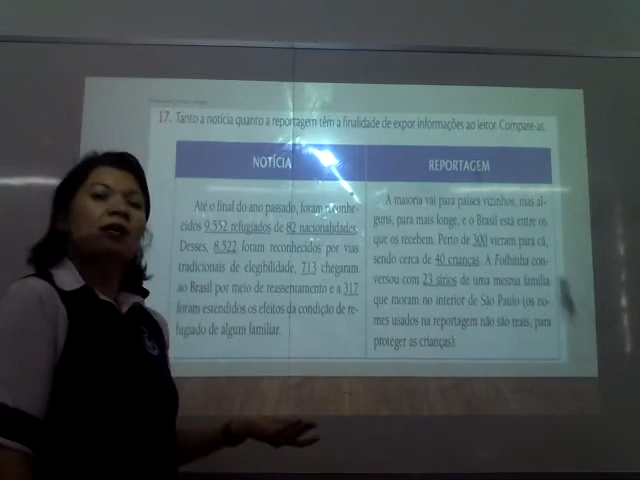 17. Tanto a notícia quanto a reportagem têm a finalidade de expor informações ao leitor. Compare-as.
NOTÍCIA
Até o final do ano passado, foram reconhe-
cidos 9.552 refugiados de 82 nacionalidades.
Desses, 8.522 foram reconhecidos por vias
tradicionais de elegibilidade, 713 chegaram
ao Brasil por meio de reassentamento e a 317
foram estendidos os efeitos da condição de re-
fugiado de algum familiar.
REPORTAGEM
A maioria vai para países vizinhos, mas al-
guns, para mais longe, e o Brasil está entre os
que os recebem. Perto de 300 vieram para cá,
sendo cerca de 40 crianças. A Folhinha con-
versou com 23 sírios de uma mesma família
que moram no interior de São Paulo (os no-
mes usados na reportagem não são reais, para
proteger as crianças).